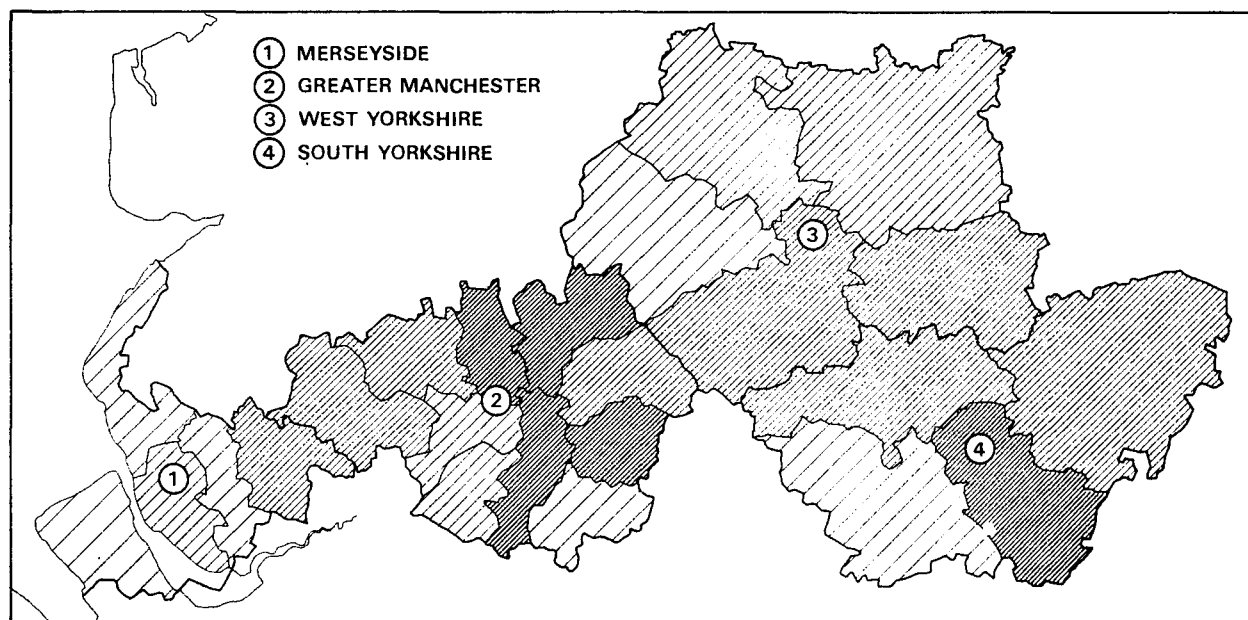 ① MERSEYSIDE
② GREATER MANCHESTER
③ WEST YORKSHIRE
④ SOUTH YORKSHIRE
③
②
④
①